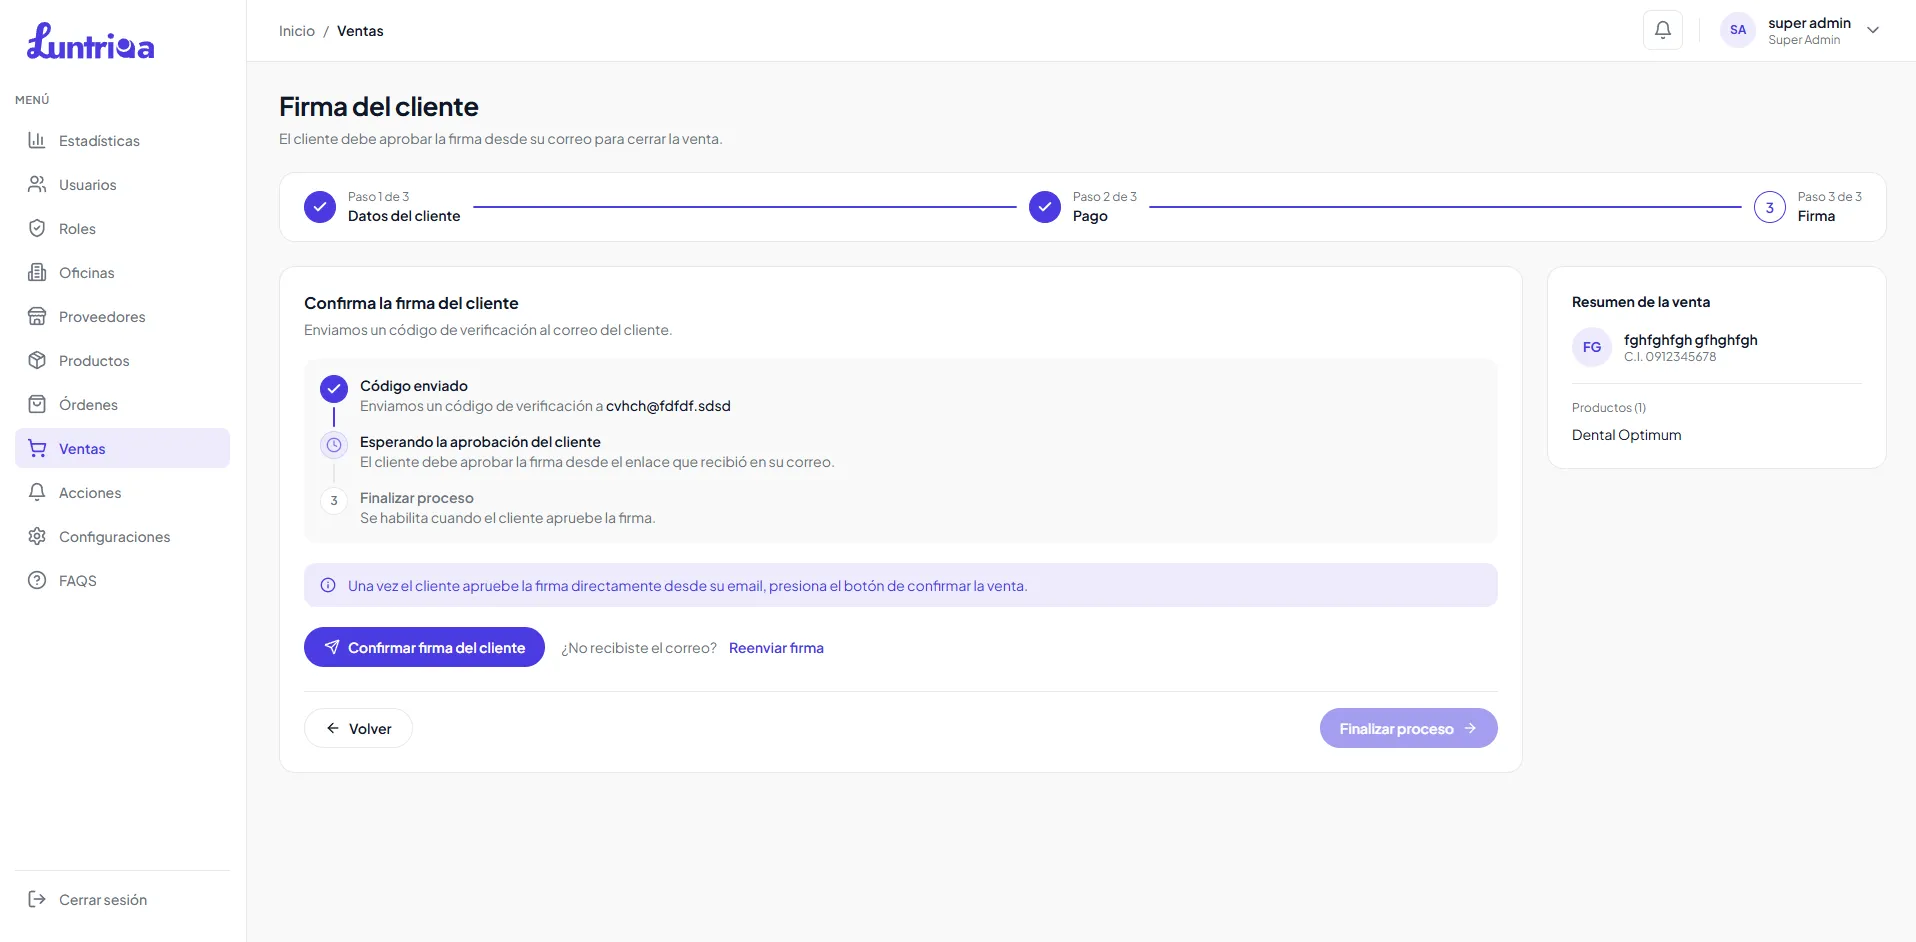 Luntriga
MENÚ
Estadísticas
Usuarios
Roles
Oficinas
Proveedores
Productos
Órdenes
Ventas
Acciones
Configuraciones
FAQS
Cerrar sesión
Inicio / Ventas
SA
super admin
Super Admin
Firma del cliente
El cliente debe aprobar la firma desde su correo para cerrar la venta.
Paso 1 de 3
Datos del cliente
Paso 2 de 3
Pago
3
Paso 3 de 3
Firma
Confirma la firma del cliente
Enviamos un código de verificación al correo del cliente.
Código enviado
Enviamos un código de verificación a cvhch@fdfdf.sdsd
Esperando la aprobación del cliente
El cliente debe aprobar la firma desde el enlace que recibió en su correo.
3
Finalizar proceso
Se habilita cuando el cliente apruebe la firma.
Una vez el cliente apruebe la firma directamente desde su email, presiona el botón de confirmar la venta.
Confirmar firma del cliente
¿No recibiste el correo? Reenviar firma
Volver
Finalizar proceso
Resumen de la venta
FG
fghfghfgh gfhghfgh
C.I. 0912345678
Productos (1)
Dental Optimum